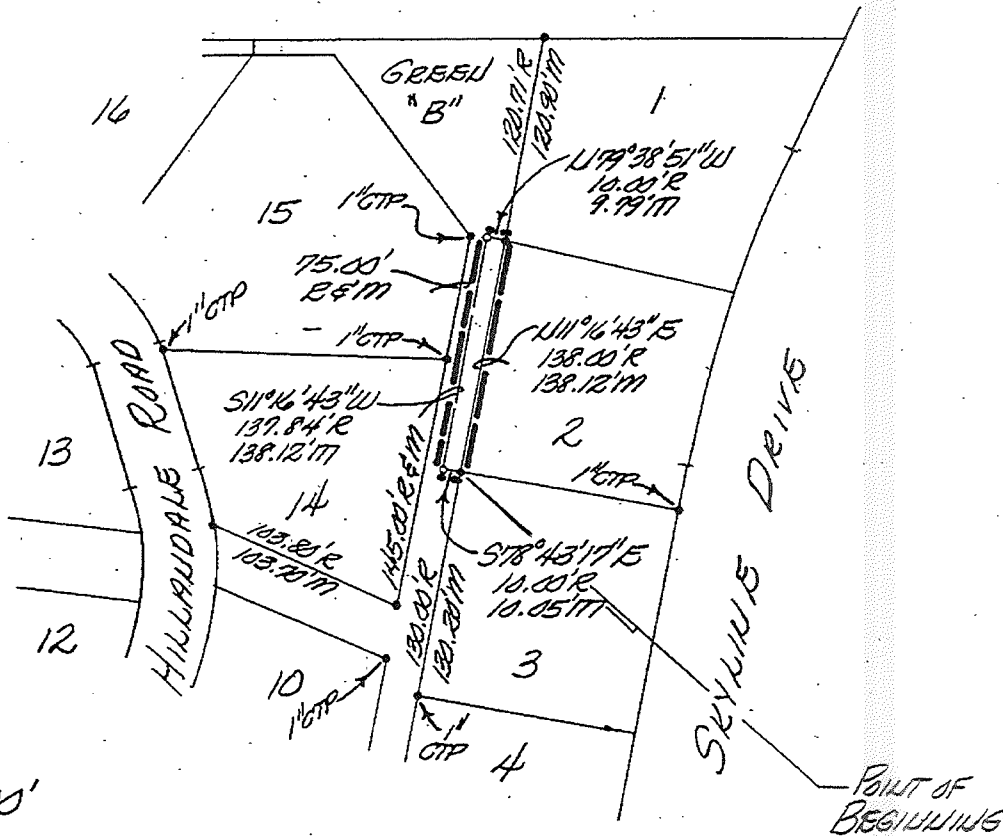 GREEN
"B"
16
1
120.71'R
120.90'M
N79°38'51"W
10.00'R
9.79'M
15
1"CTP
75.00'
R&M
1"CTP
1"CTP
N11°16'43"E
138.00'R
138.12'M
S11°16'43"W
137.84'R
138.12'M
2
13
HILLANDALE ROAD
14
1"CTP
SKYLINE DRIVE
103.80'R
103.70'M
145.00'R&M
S78°43'17"E
10.00'R
10.05'M
130.00'R
130.20'M
12
10
3
1"CTP
1"
CTP
4
POINT OF
BEGINNING
0'